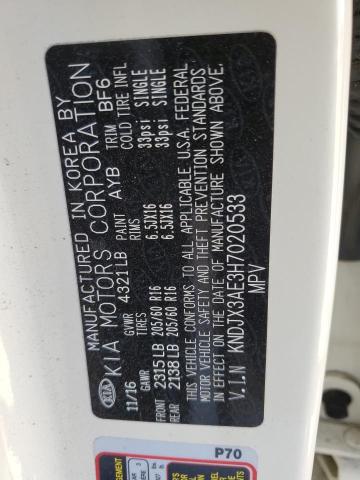 MANUFACTURED IN KOREA BY
KIA KIA MOTORS CORPORATION
11/16 GVWR 4321LB PAINT AYB TRIM BF6
GAWR TIRES RIMS COLD TIRE INFL
FRONT 2315LB 205/60 R16 6.5JX16 33psi SINGLE
REAR 2138LB 205/60 R16 6.5JX16 33psi SINGLE
THIS VEHICLE CONFORMS TO ALL APPLICABLE U.S.A. FEDERAL
MOTOR VEHICLE SAFETY AND THEFT PREVENTION STANDARDS
IN EFFECT ON THE DATE OF MANUFACTURE SHOWN ABOVE.
V.I.N KNDJX3AE3H7020533
MPV
P70